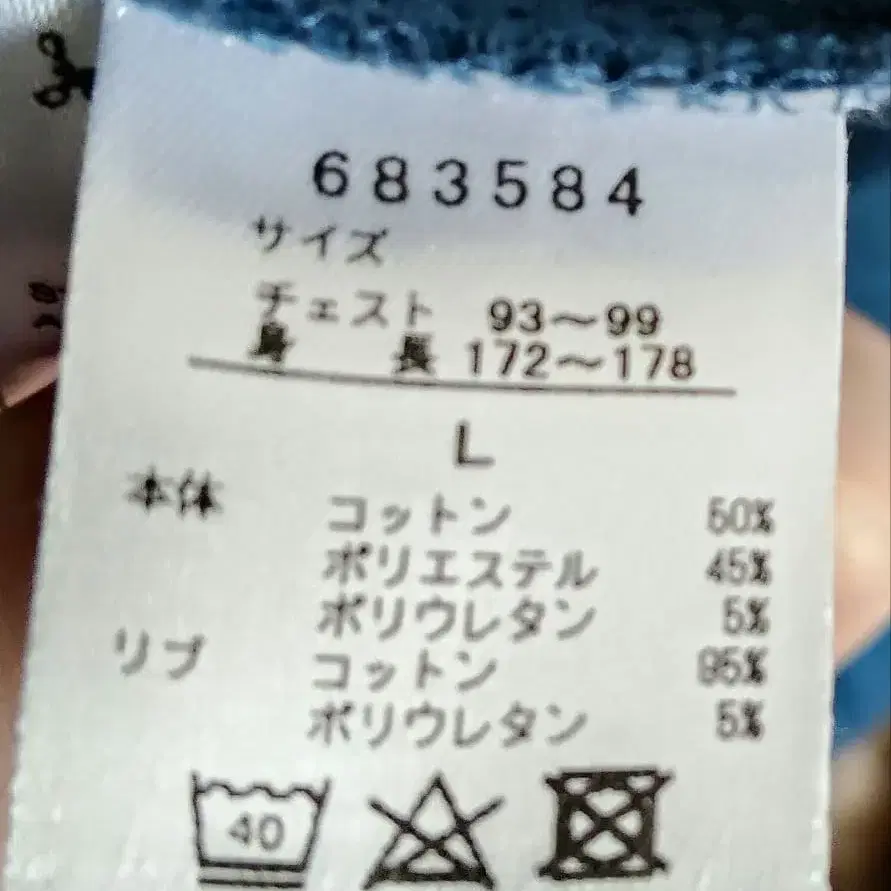 683584
サイズ
チェスト 93～99
身長 172～178
L
本体 コットン 50%
ポリエステル 45%
ポリウレタン 5%
リブ コットン 95%
ポリウレタン 5%
40